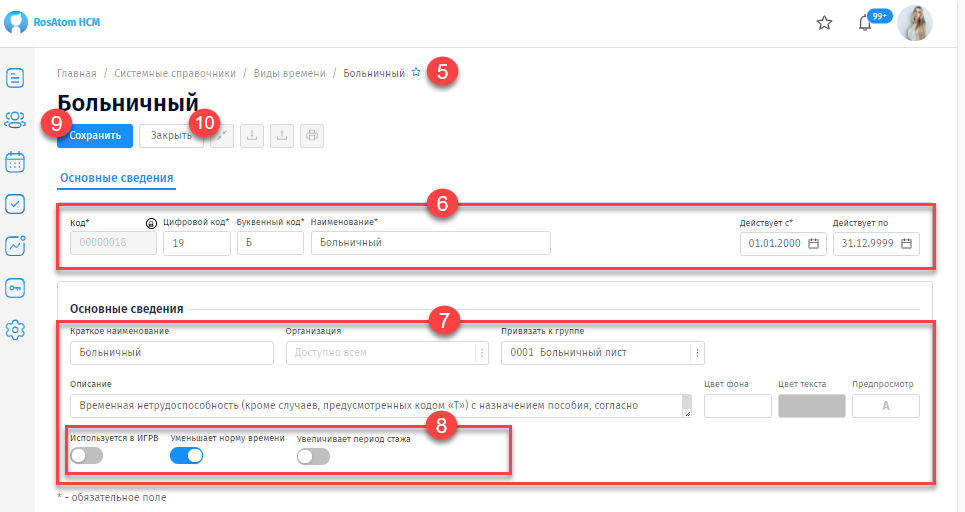 RosAtom HCM
99+
Главная / Системные справочники / Виды времени / Больничный
5
Больничный
9
Сохранить
Закрыть
10
Основные сведения
6
Код* Цифровой код* Буквенный код* Наименование* Действует с* Действует по
00000018 19 Б Больничный 01.01.2000 31.12.9999
Основные сведения
7
Краткое наименование Организация Привязать к группе
Больничный Доступно всем 0001 Больничный лист
Описание Цвет фона Цвет текста Предпросмотр
Временная нетрудоспособность (кроме случаев, предусмотренных кодом «Т») с назначением пособия, согласно A
8
Используется в ИГРВ Уменьшает норму времени Увеличивает период стажа
* - обязательное поле